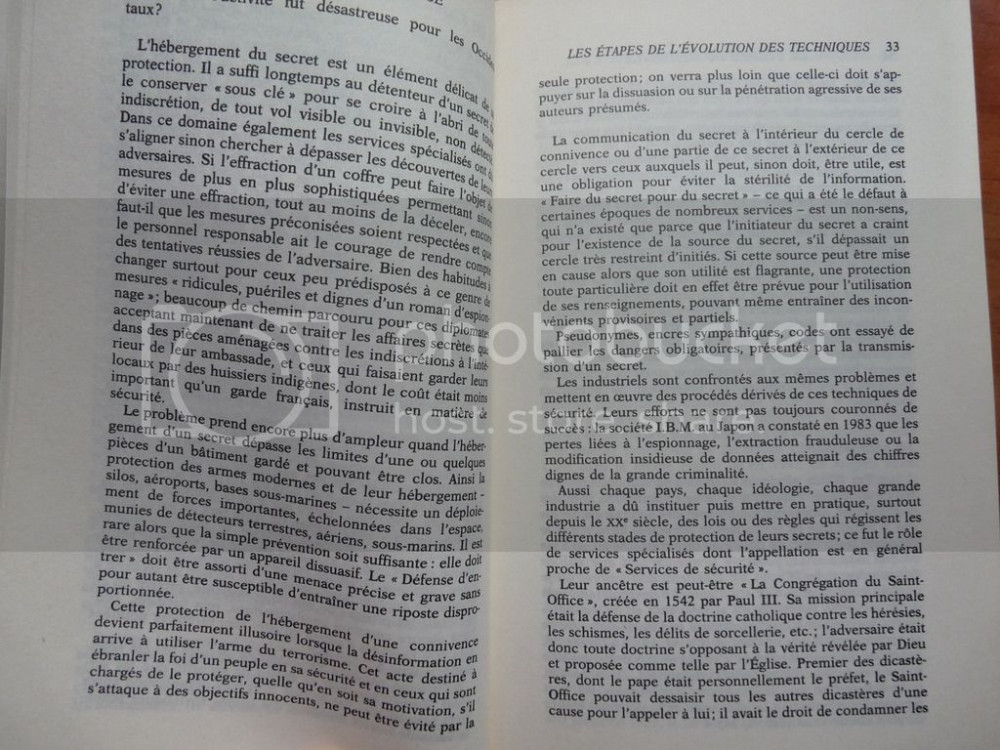 tivité fut désastreuse pour les Occiden
taux?
L'hébergement du secret est un élément délicat de
protection. Il a suffi longtemps au détenteur d'un secret
le conserver « sous clé » pour se croire à l'abri de toute
indiscrétion, de tout vol visible ou invisible, non détecté.
Dans ce domaine également les services spécialisés ont dû
s'aligner sinon chercher à dépasser les découvertes de leurs
adversaires. Si l'effraction d'un coffre peut faire l'objet de
mesures de plus en plus sophistiquées permettant sinon
d'éviter une effraction, tout au moins de la déceler, encore
faut-il que les mesures préconisées soient respectées et que
le personnel responsable ait le courage de rendre compte
des tentatives réussies de l'adversaire. Bien des habitudes à
changer surtout pour ceux peu prédisposés à ce genre de
mesures « ridicules, puériles et dignes d'un roman d'espion-
nage »; beaucoup de chemin parcouru pour ces diplomates
acceptant maintenant de ne traiter les affaires secrètes que
dans des pièces aménagées contre les indiscrétions à l'inté-
rieur de leur ambassade, et ceux qui faisaient garder leurs
locaux par des huissiers indigènes, dont le coût était moins
important qu'un garde français, instruit en matière de
sécurité.
Le problème prend encore plus d'ampleur quand l'héber-
gement d'un secret dépasse les limites d'une ou quelques
pièces d'un bâtiment gardé et pouvant être clos. Ainsi la
protection des armes modernes et de leur hébergement -
silos, aéroports, bases sous-marines – nécessite un déploie-
ment de forces importantes, échelonnées dans l'espace,
munies de détecteurs terrestres, aériens, sous-marins. Il est
rare alors que la simple prévention soit suffisante : elle doit
être renforcée par un appareil dissuasif. Le « Défense d'en-
trer » doit être assorti d'une menace précise et grave sans
pour autant être susceptible d'entraîner une riposte dispro-
portionnée.
Cette protection de l'hébergement d'une connivence
devient parfaitement illusoire lorsque la désinformation en
arrive à utiliser l'arme du terrorisme. Cet acte destiné à
ébranler la foi d'un peuple en sa sécurité et en ceux qui sont
chargés de le protéger, quelle qu'en soit sa motivation, s'il
s'attaque à des objectifs innocents, ne peut être évité par la
LES ÉTAPES DE L'ÉVOLUTION DES TECHNIQUES 33
seule protection; on verra plus loin que celle-ci doit s'ap-
puyer sur la dissuasion ou sur la pénétration agressive de ses
auteurs présumés.
La communication du secret à l'intérieur du cercle de
connivence ou d'une partie de ce secret à l'extérieur de ce
cercle vers ceux auxquels il peut, sinon doit, être utile, est
une obligation pour éviter la stérilité de l'information.
« Faire du secret pour du secret » – ce qui a été le défaut à
certaines époques de nombreux services – est un non-sens,
qui n'a existé que parce que l'initiateur du secret a craint
pour l'existence de la source du secret, s'il dépassait un
cercle très restreint d'initiés. Si cette source peut être mise
en cause alors que son utilité est flagrante, une protection
toute particulière doit en effet être prévue pour l'utilisation
de ses renseignements, pouvant même entraîner des incon-
vénients provisoires et partiels.
Pseudonymes, encres sympathiques, codes ont essayé de
pallier les dangers obligatoires, présentés par la transmis-
sion d'un secret.
Les industriels sont confrontés aux mêmes problèmes et
mettent en œuvre des procédés dérivés de ces techniques de
sécurité. Leurs efforts ne sont pas toujours couronnés de
succès : la société I.B.M. au Japon a constaté en 1983 que les
pertes liées à l'espionnage, l'extraction frauduleuse ou la
modification insidieuse de données atteignait des chiffres
dignes de la grande criminalité.
Aussi chaque pays, chaque idéologie, chaque grande
industrie a dû instituer puis mettre en pratique, surtout
depuis le XXe siècle, des lois ou des règles qui régissent les
différents stades de protection de leurs secrets; ce fut le rôle
de services spécialisés dont l'appellation est en général
proche de « Services de sécurité ».
Leur ancêtre est peut-être « La Congrégation du Saint-
Office », créée en 1542 par Paul III. Sa mission principale
était la défense de la doctrine catholique contre les hérésies,
les schismes, les délits de sorcellerie, etc.; l'adversaire était
donc toute doctrine s'opposant à la vérité révélée par Dieu
et proposée comme telle par l'Église. Premier des dicastè-
res, dont le pape était personnellement le préfet, le Saint-
Office pouvait dessaisir tous les autres dicastères d'une
cause pour l'appeler à lui; il avait le droit de condamner les
photobucket
host. store. share.